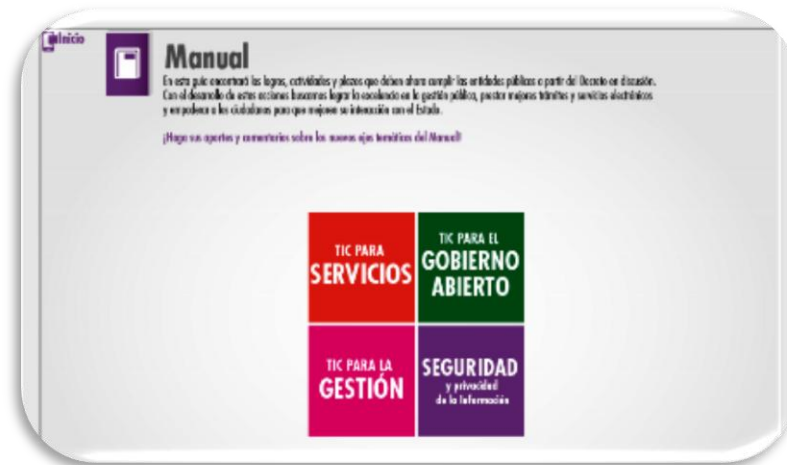 Inicio
Manual
En esta guía encontrará los logros, actividades y plazos que deben ahora cumplir las entidades públicas a partir del Decreto en discusión.
Con el desarrollo de estas acciones buscamos lograr la excelencia en la gestión pública, prestar mejores trámites y servicios electrónicos
y empoderar a los ciudadanos para que mejoren su interacción con el Estado.
¡Haga sus aportes y comentarios sobre los nuevos ejes temáticos del Manual!
TIC PARA
SERVICIOS
TIC PARA EL
GOBIERNO
ABIERTO
TIC PARA LA
GESTIÓN
SEGURIDAD
y privacidad
de la Información